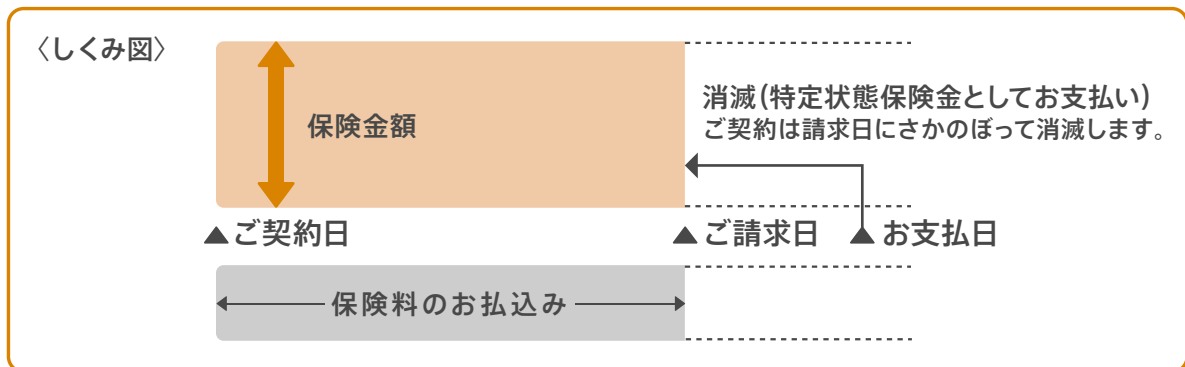 〈しくみ図〉
保険金額
消滅(特定状態保険金としてお支払い)
ご契約は請求日にさかのぼって消滅します。
▲ご契約日
▲ご請求日
▲お支払日
保険料のお払込み